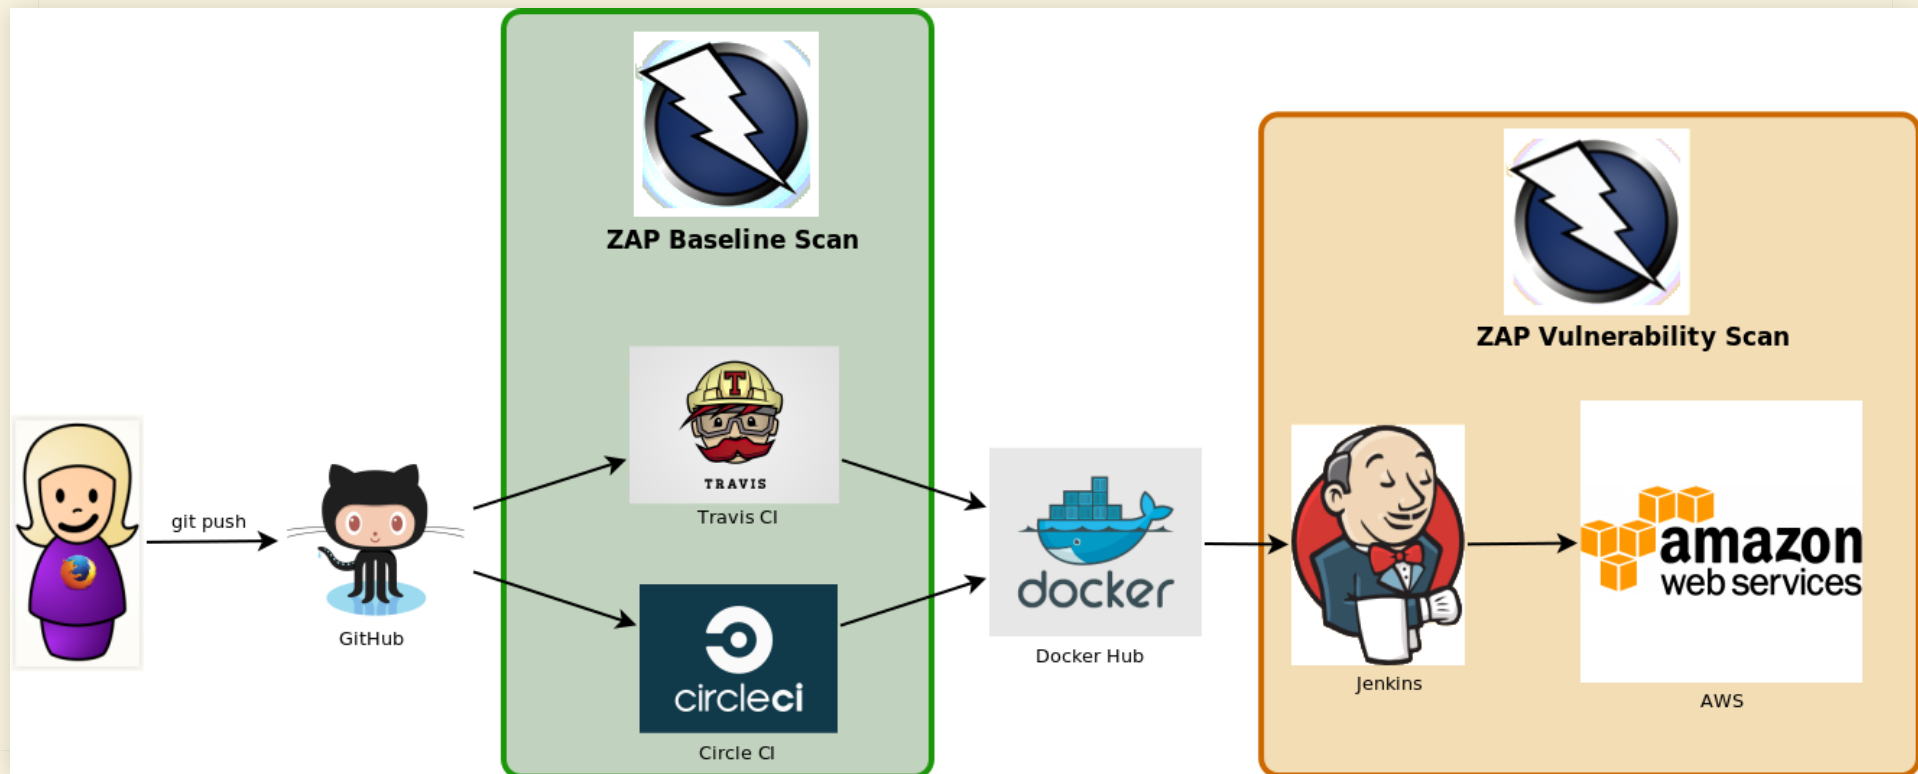 ZAP Baseline Scan
ZAP Vulnerability Scan
git push
GitHub
T
TRAVIS
Travis CI
circleci
Circle CI
docker
Docker Hub
Jenkins
amazon
web services
AWS